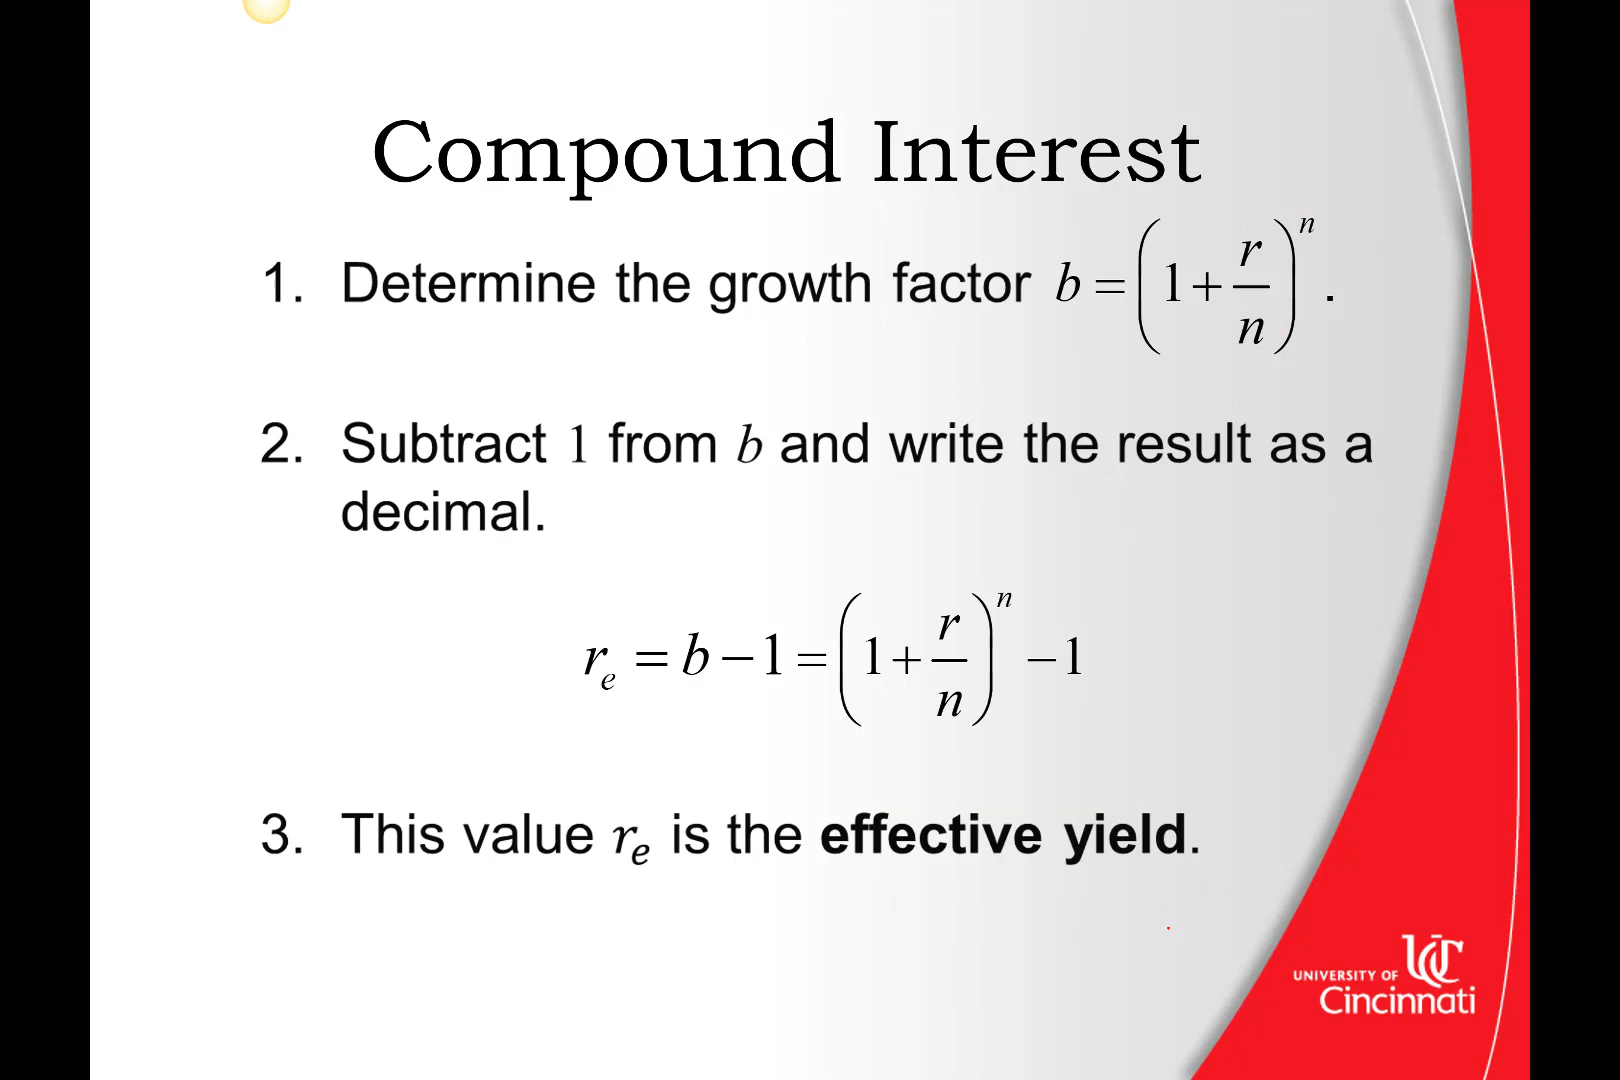 Compound Interest
1. Determine the growth factor b = (1 + r/n)^n.
2. Subtract 1 from b and write the result as a
decimal.
r_e = b − 1 = (1 + r/n)^n − 1
3. This value r_e is the effective yield.
UC
UNIVERSITY OF
Cincinnati